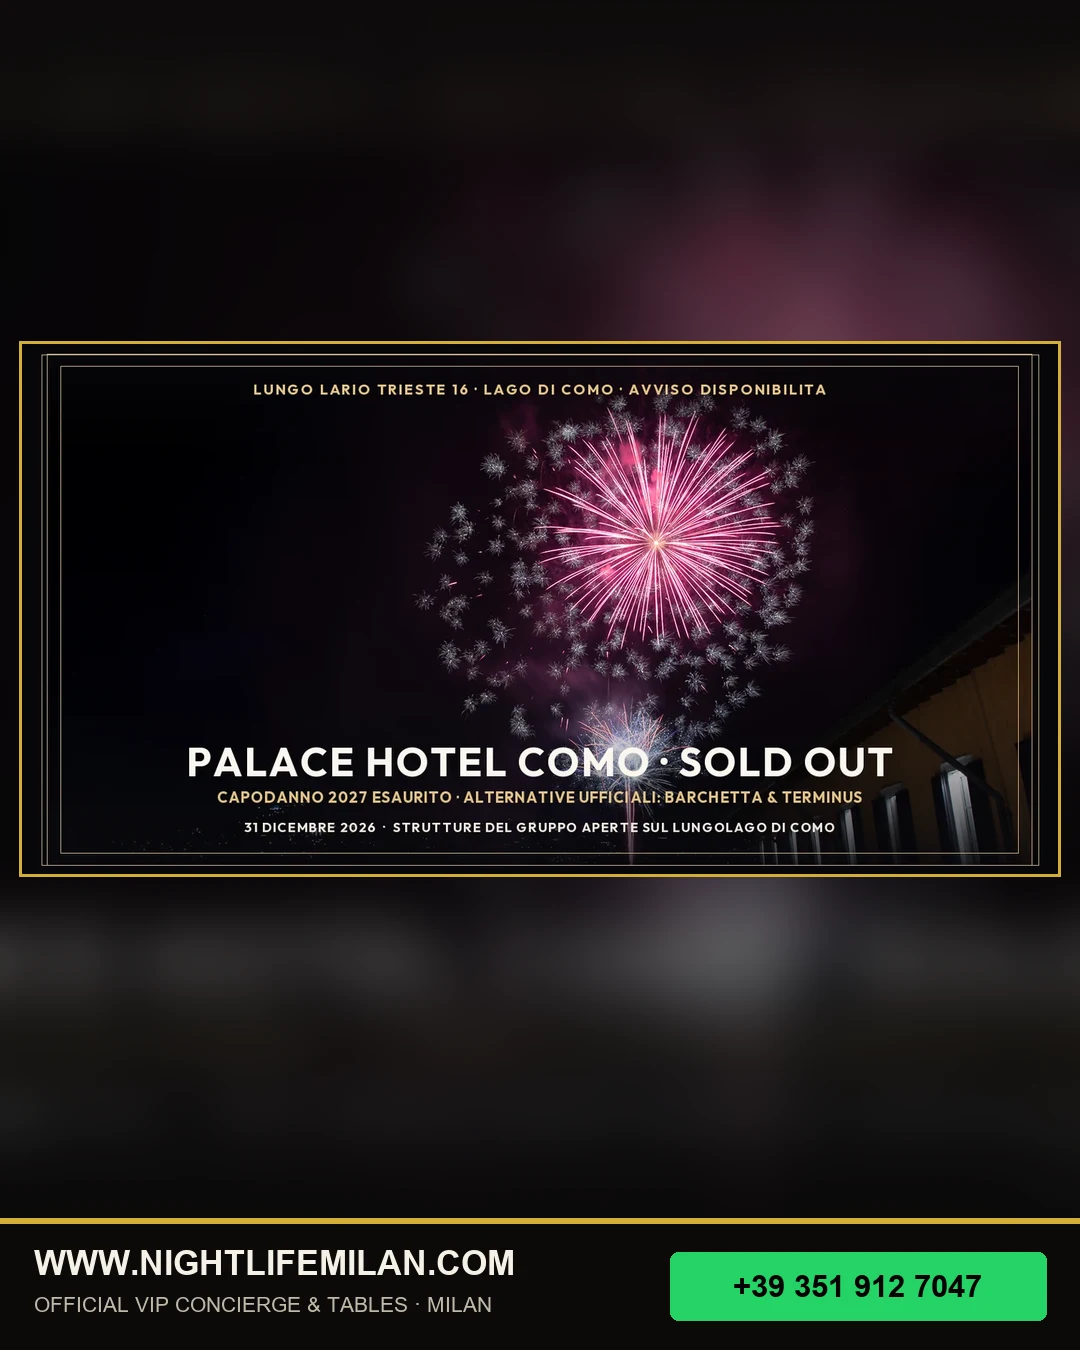 LUNGO LARIO TRIESTE 16 · LAGO DI COMO · AVVISO DISPONIBILITA
PALACE HOTEL COMO · SOLD OUT
CAPODANNO 2027 ESAURITO · ALTERNATIVE UFFICIALI: BARCHETTA & TERMINUS
31 DICEMBRE 2026 · STRUTTURE DEL GRUPPO APERTE SUL LUNGOLAGO DI COMO
WWW.NIGHTLIFEMILAN.COM
OFFICIAL VIP CONCIERGE & TABLES · MILAN
+39 351 912 7047